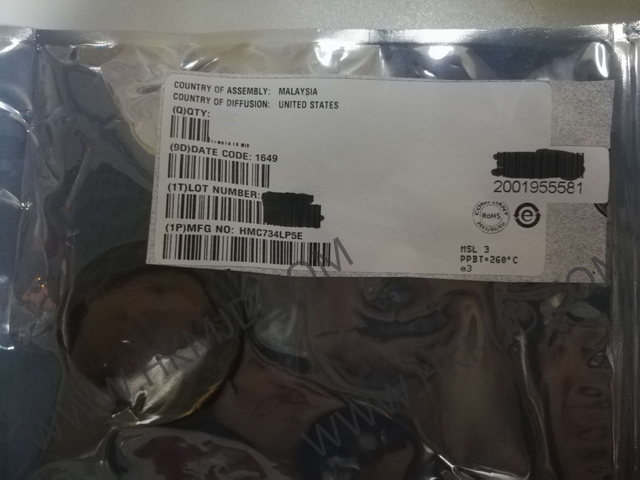 COUNTRY OF ASSEMBLY: MALAYSIA
COUNTRY OF DIFFUSION: UNITED STATES
(Q)QTY:
(9D)DATE CODE: 1649
(1T)LOT NUMBER:
(1P)MFG NO: HMC734LP5E
2001955581
COMPLIANT
RoHS
e
MSL 3
PPBT=260°C
e3